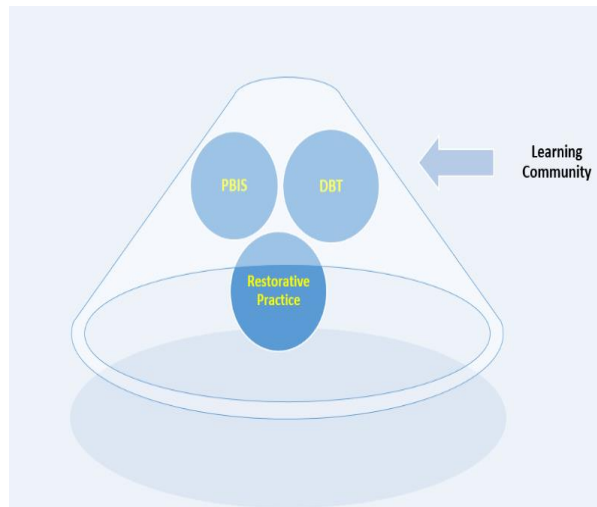 PBIS
DBT
Learning
Community
Restorative
Practice